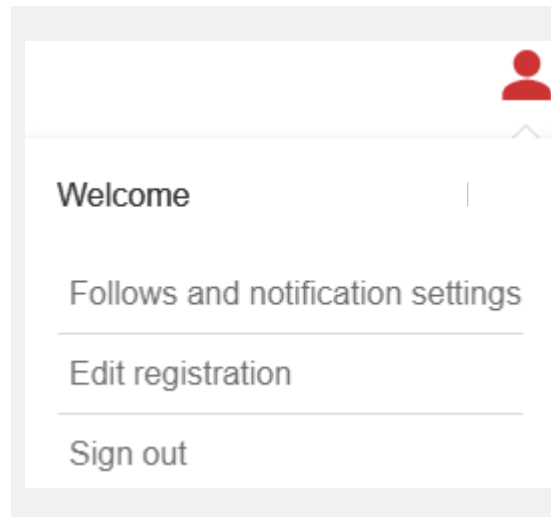 Welcome
Follows and notification settings
Edit registration
Sign out